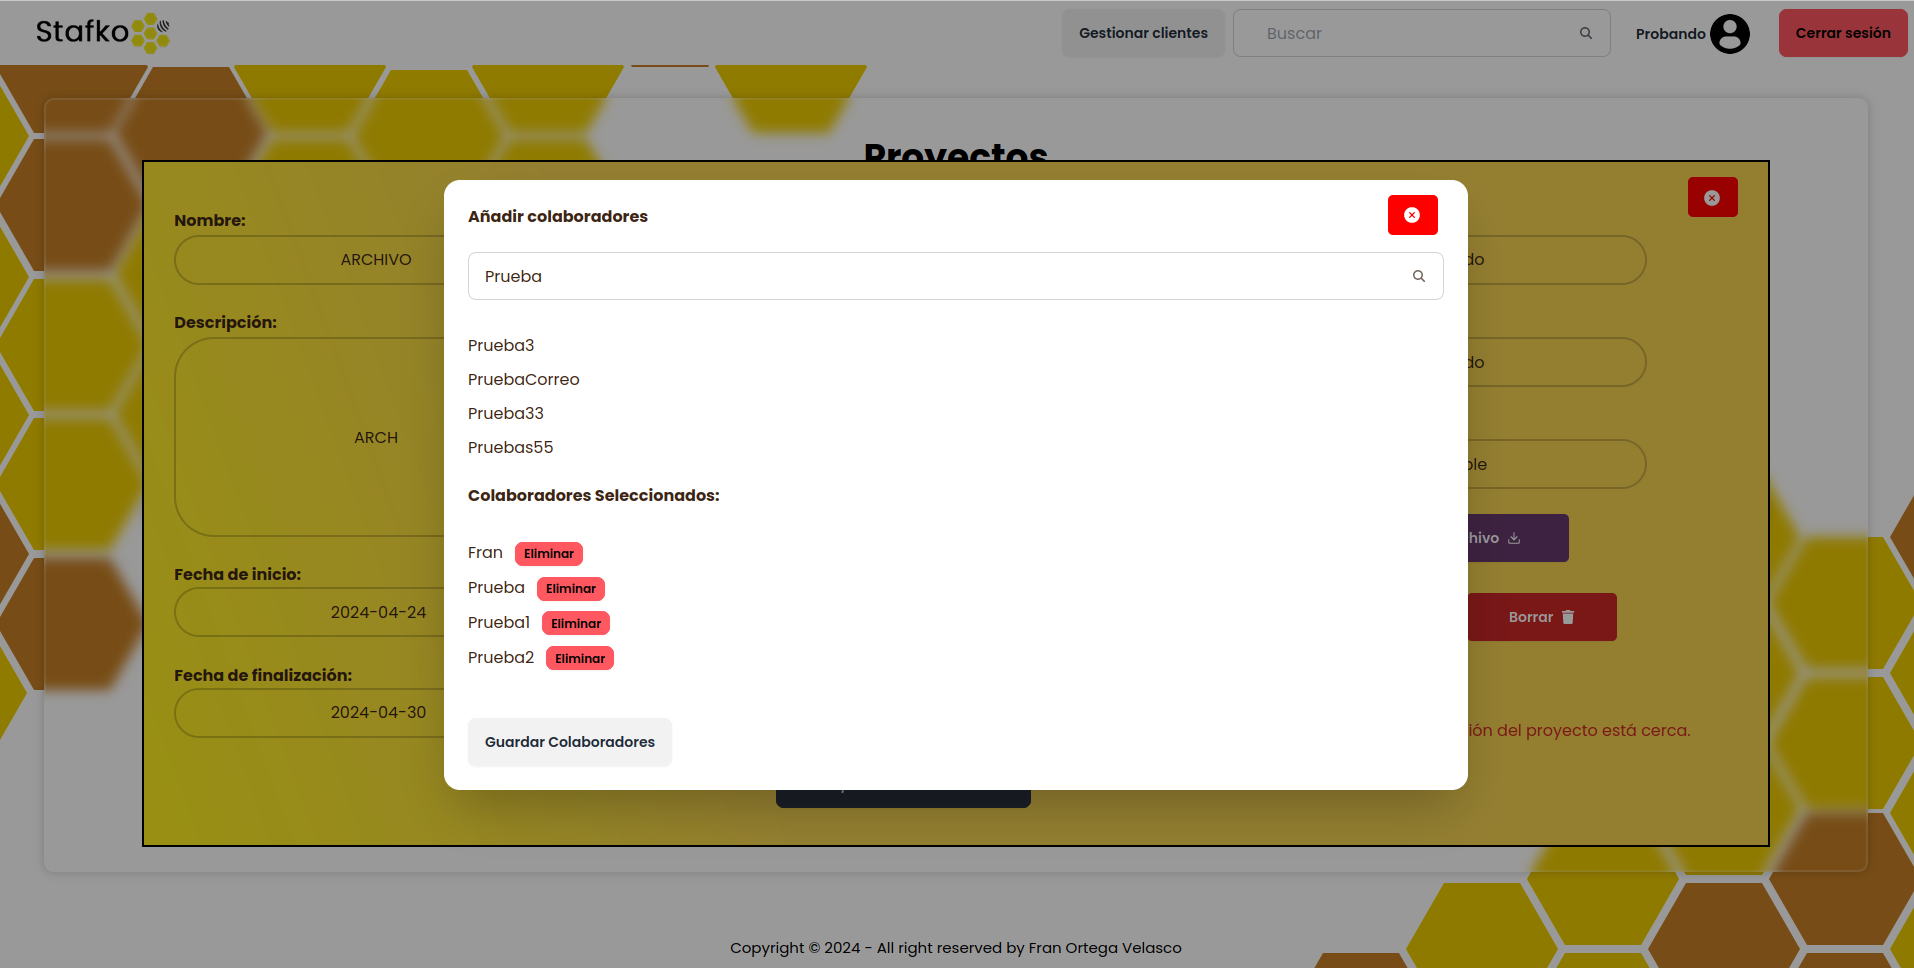 Stafko
Gestionar clientes
Buscar
Probando
Cerrar sesión
Proyectos
Añadir colaboradores
Nombre:
ARCHIVO
Prueba
do
Descripción:
ARCH
Prueba3
PruebaCorreo
do
Prueba33
Pruebas55
ble
Colaboradores Seleccionados:
hivo
Fran Eliminar
Fecha de inicio:
Prueba Eliminar
2024-04-24
Prueba1 Eliminar
Borrar
Prueba2 Eliminar
Fecha de finalización:
2024-04-30
ión del proyecto está cerca.
Guardar Colaboradores
Copyright © 2024 - All right reserved by Fran Ortega Velasco